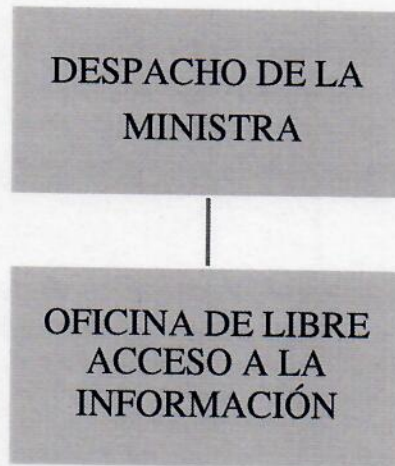 DESPACHO DE LA
MINISTRA
OFICINA DE LIBRE
ACCESO A LA
INFORMACIÓN